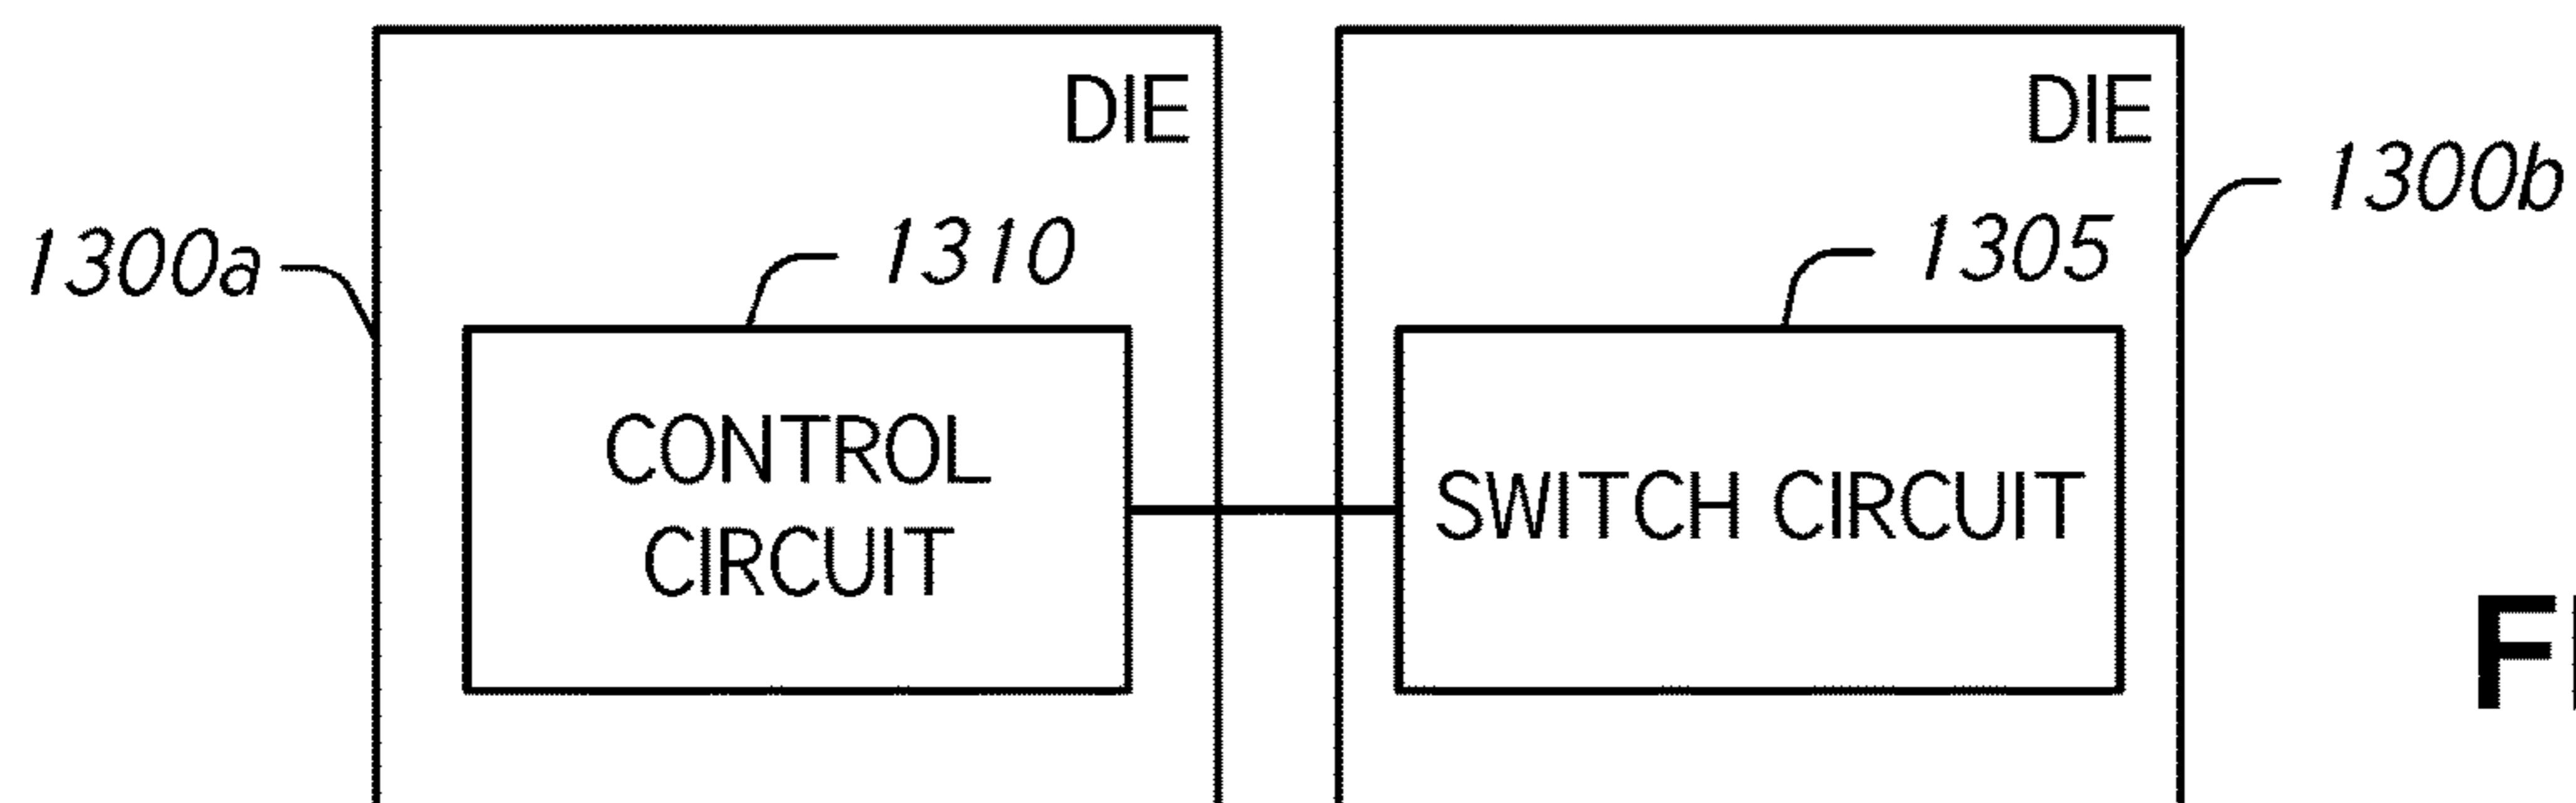 DIE
DIE
1300b
1300a
1310
1305
CONTROL
CIRCUIT
SWITCH CIRCUIT